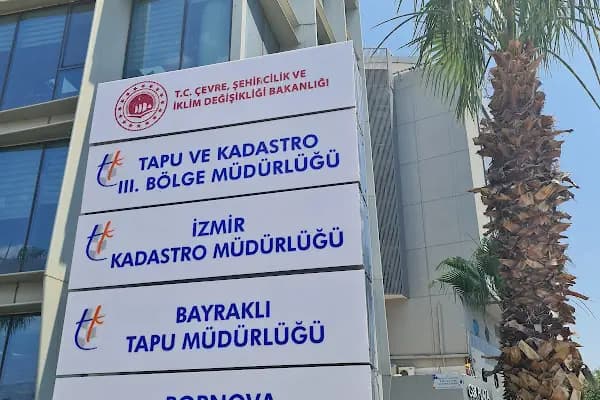 T.C. ÇEVRE, ŞEHİRCİLİK VE
İKLİM DEĞİŞİKLİĞİ BAKANLIĞI
TAPU VE KADASTRO
III. BÖLGE MÜDÜRLÜĞÜ
İZMİR
KADASTRO MÜDÜRLÜĞÜ
BAYRAKLI
TAPU MÜDÜRLÜĞÜ
BORNOVA